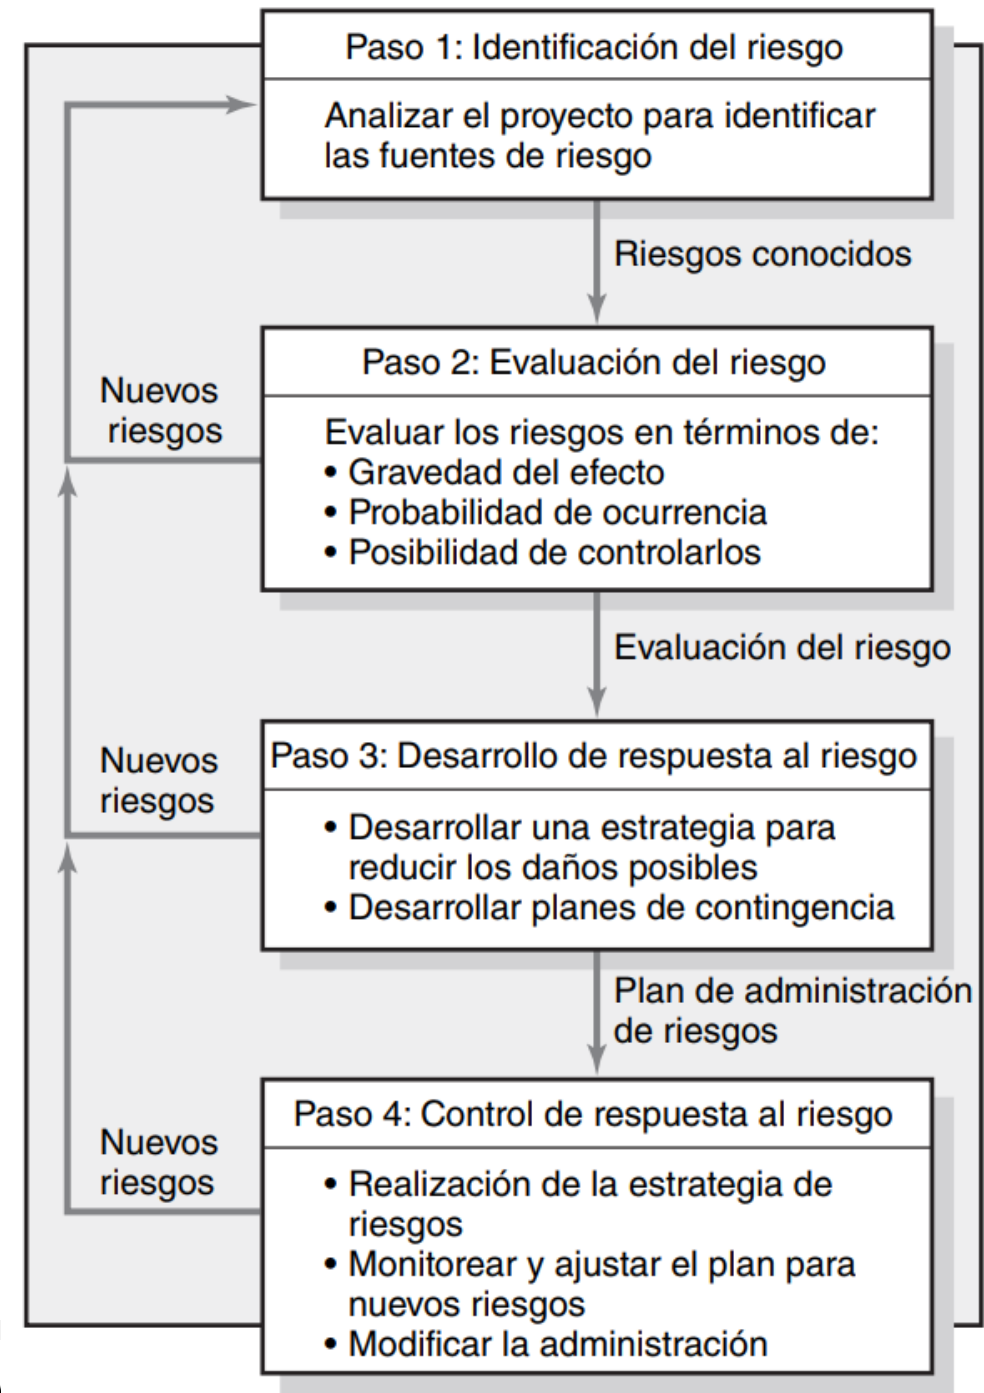 Paso 1: Identificación del riesgo
Analizar el proyecto para identificar
las fuentes de riesgo
Riesgos conocidos
Paso 2: Evaluación del riesgo
Nuevos
riesgos
Evaluar los riesgos en términos de:
• Gravedad del efecto
• Probabilidad de ocurrencia
• Posibilidad de controlarlos
Evaluación del riesgo
Paso 3: Desarrollo de respuesta al riesgo
Nuevos
riesgos
• Desarrollar una estrategia para
reducir los daños posibles
• Desarrollar planes de contingencia
Plan de administración
de riesgos
Paso 4: Control de respuesta al riesgo
Nuevos
riesgos
• Realización de la estrategia de
riesgos
• Monitorear y ajustar el plan para
nuevos riesgos
• Modificar la administración